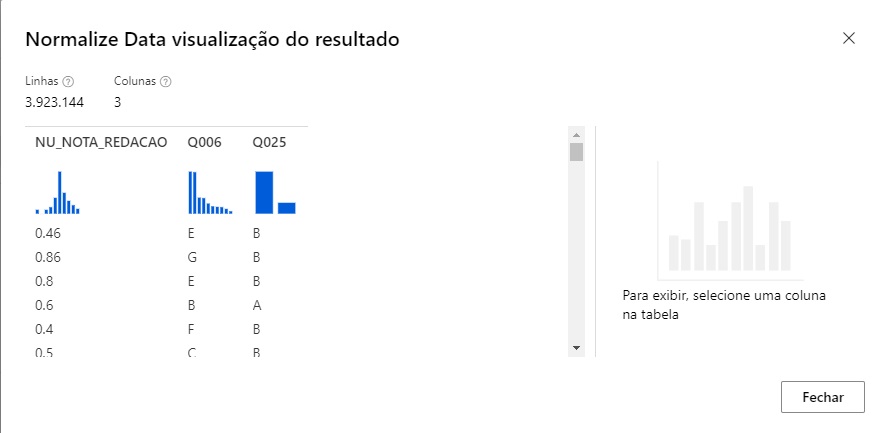 Normalize Data visualização do resultado
Linhas Colunas
3.923.144 3
NU_NOTA_REDACAO Q006 Q025
0.46 E B
0.86 G B
0.8 E B
0.6 B A
0.4 F B
0.5 C B
Para exibir, selecione uma coluna
na tabela
Fechar